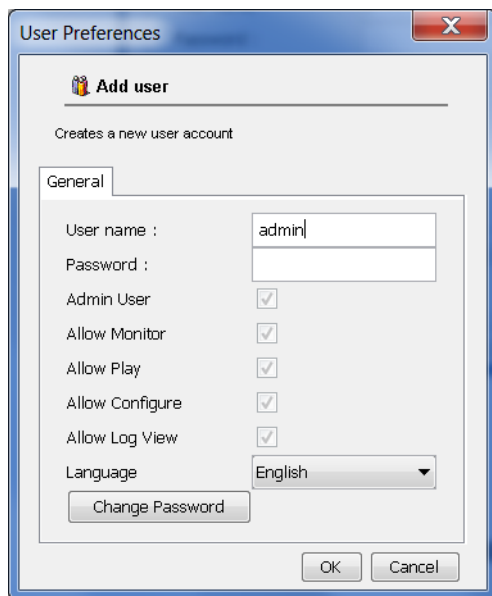 User Preferences
Add user
Creates a new user account
General
User name :
admin
Password :
Admin User
Allow Monitor
Allow Play
Allow Configure
Allow Log View
Language
English
Change Password
OK
Cancel